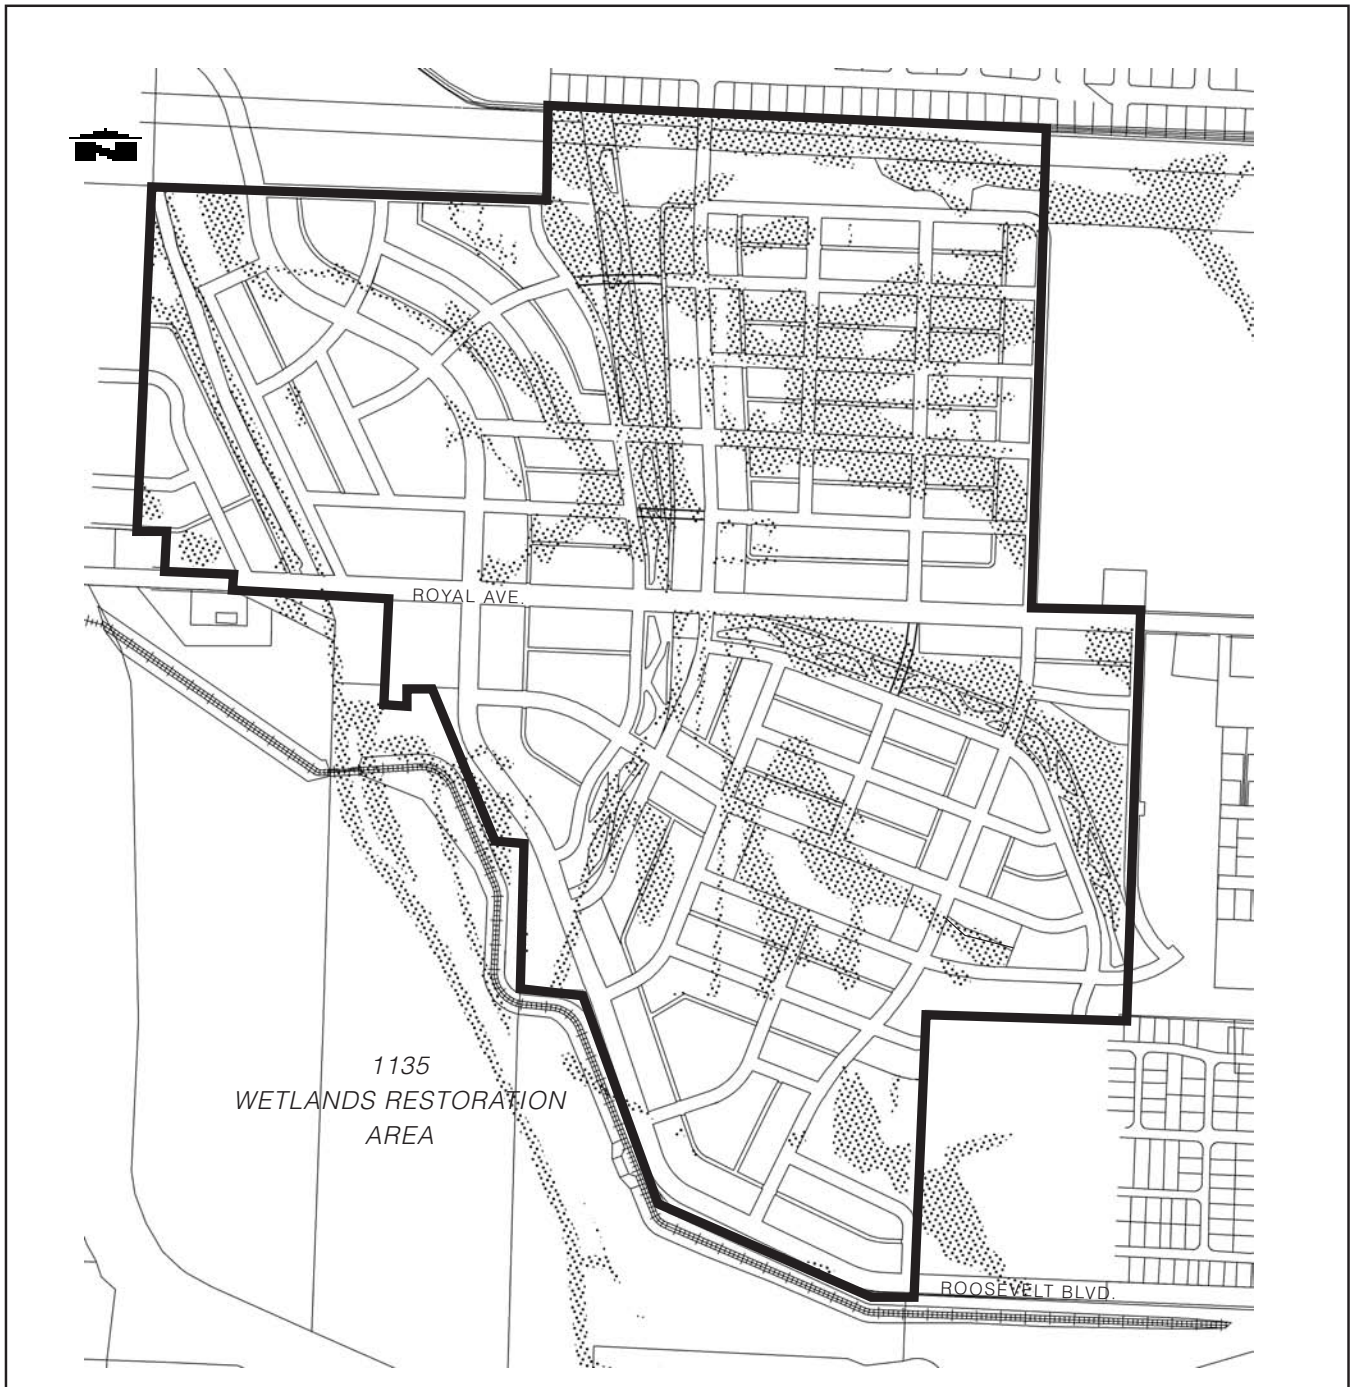 N
ROYAL AVE.
1135
WETLANDS RESTORATION
AREA
ROOSEVELT BLVD.